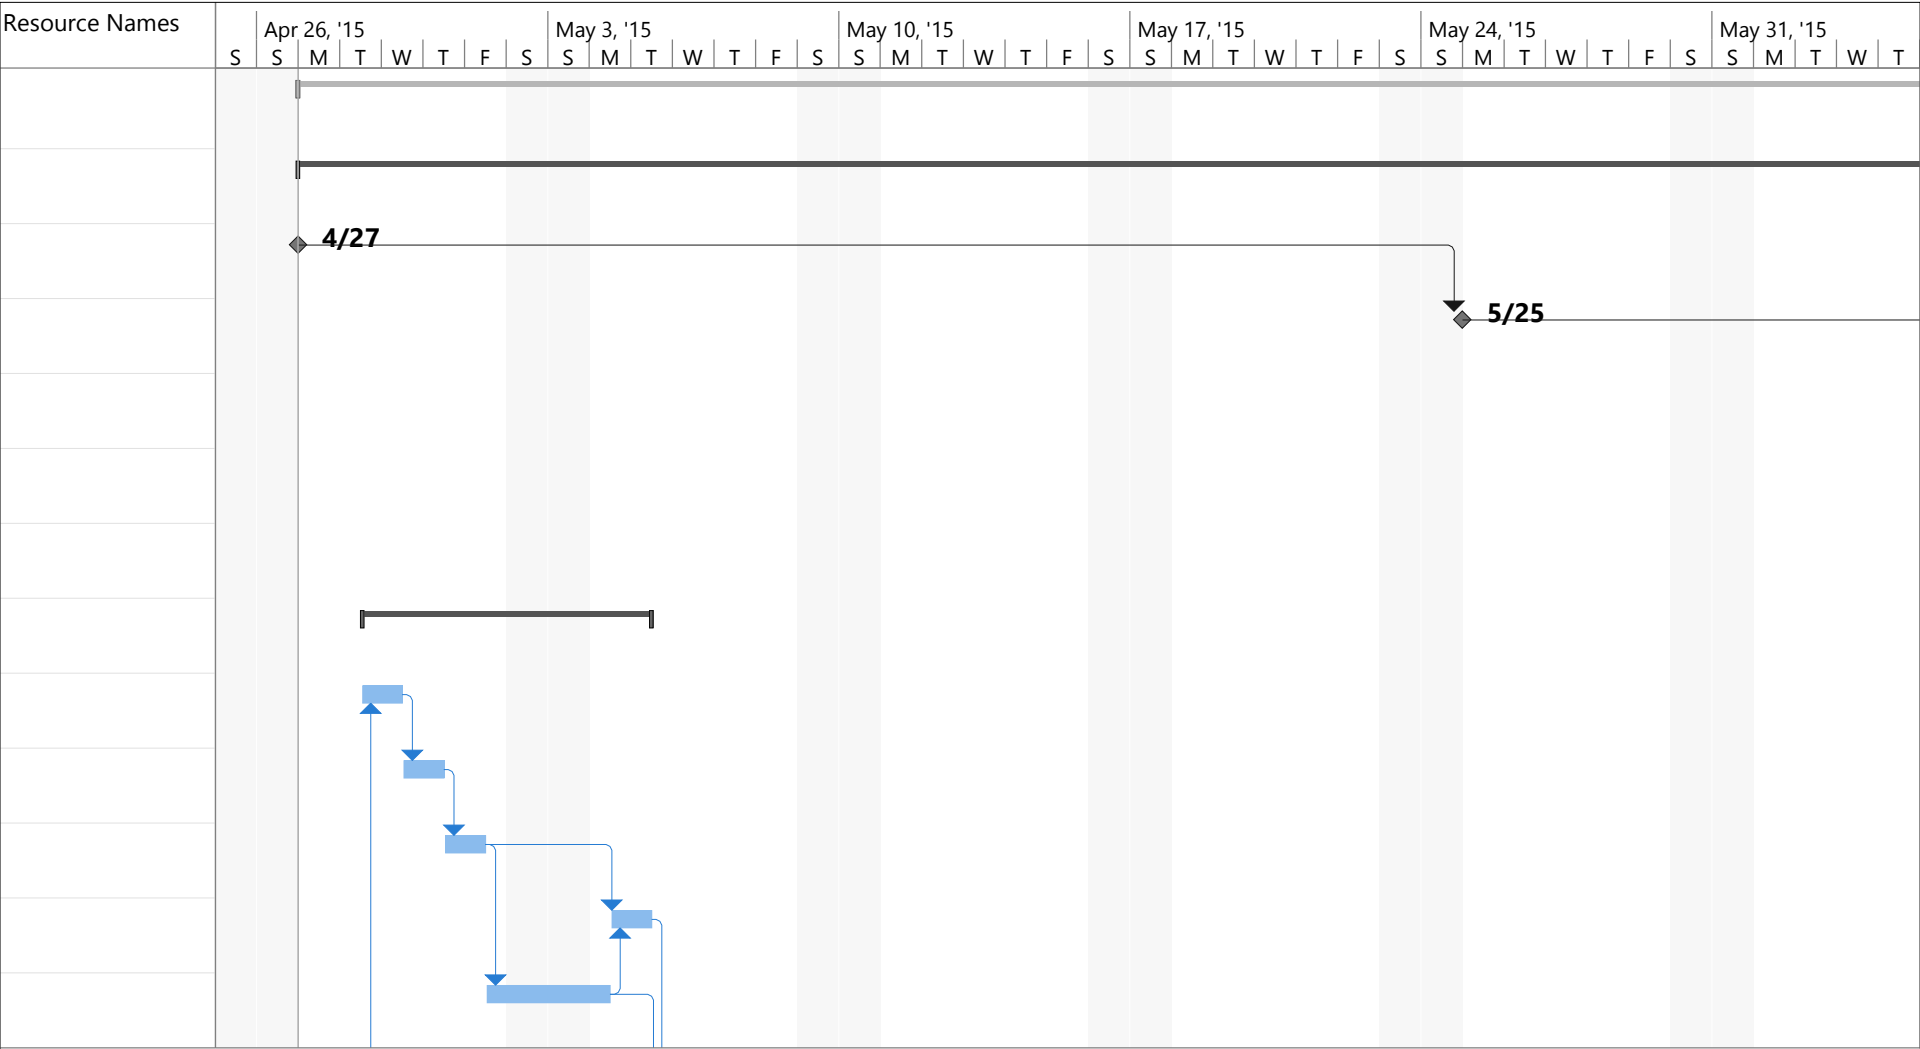 Resource Names
Apr 26, '15 May 3, '15 May 10, '15 May 17, '15 May 24, '15 May 31, '15
S S M T W T F S S M T W T F S S M T W T F S S M T W T F S S M T W T F S S M T W T
4/27
5/25